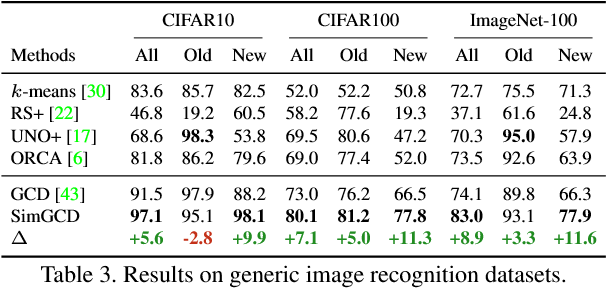 CIFAR10 CIFAR100 ImageNet-100
Methods All Old New All Old New All Old New
k-means [30] 83.6 85.7 82.5 52.0 52.2 50.8 72.7 75.5 71.3
RS+ [22] 46.8 19.2 60.5 58.2 77.6 19.3 37.1 61.6 24.8
UNO+ [17] 68.6 98.3 53.8 69.5 80.6 47.2 70.3 95.0 57.9
ORCA [6] 81.8 86.2 79.6 69.0 77.4 52.0 73.5 92.6 63.9
GCD [43] 91.5 97.9 88.2 73.0 76.2 66.5 74.1 89.8 66.3
SimGCD 97.1 95.1 98.1 80.1 81.2 77.8 83.0 93.1 77.9
Δ +5.6 -2.8 +9.9 +7.1 +5.0 +11.3 +8.9 +3.3 +11.6
Table 3. Results on generic image recognition datasets.